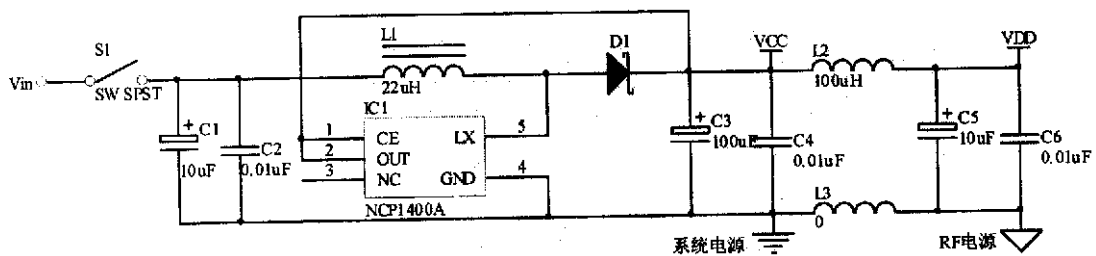 S1
Vin
SW SPST
L1
22uH
D1
VCC
L2
100uH
VDD
C1
10uF
C2
0.01uF
IC1
1
CE
LX
5
2
OUT
3
NC
GND
4
NCP1400A
C3
100uF
C4
0.01uF
C5
10uF
C6
0.01uF
L3
0
系统电源
RF电源